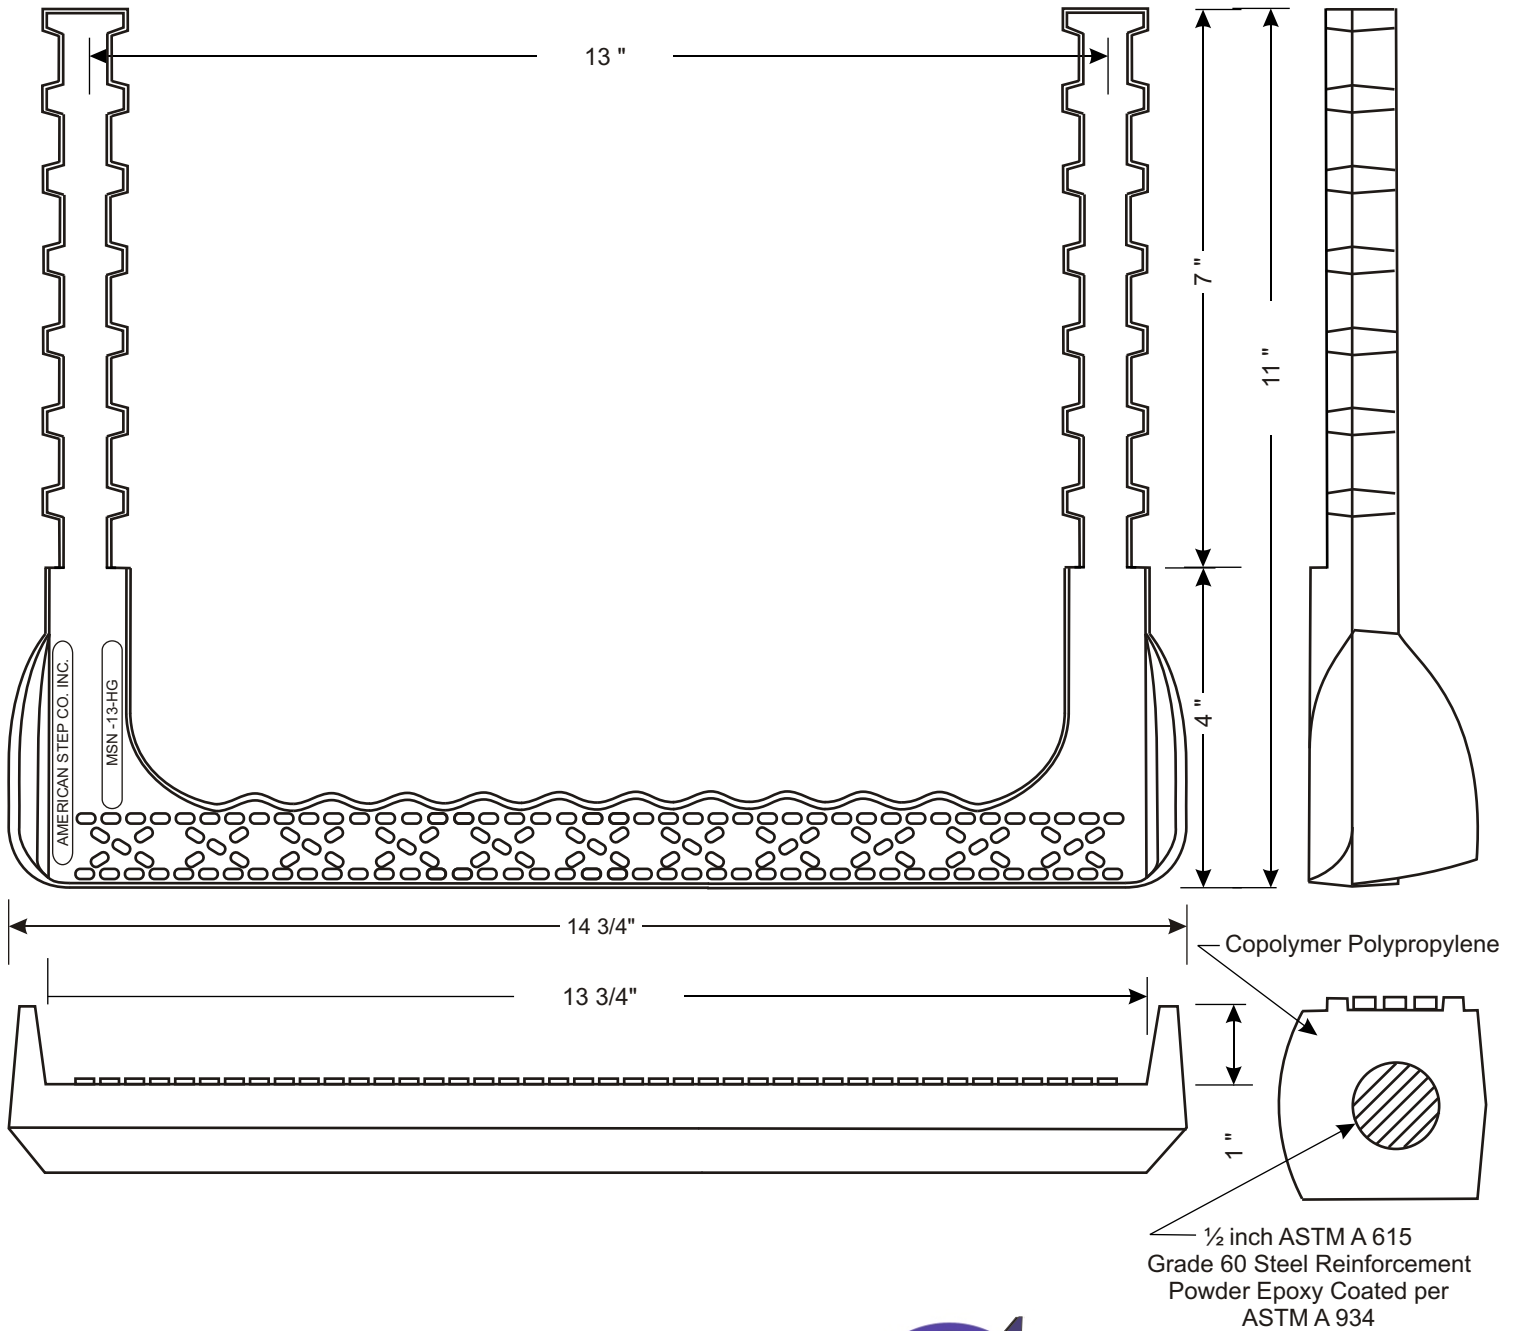 13 "
7 "
11 "
4 "
AMERICAN STEP CO. INC.
MSN -13-HG
14 3/4"
Copolymer Polypropylene
13 3/4"
1 "
½ inch ASTM A 615
Grade 60 Steel Reinforcement
Powder Epoxy Coated per
ASTM A 934